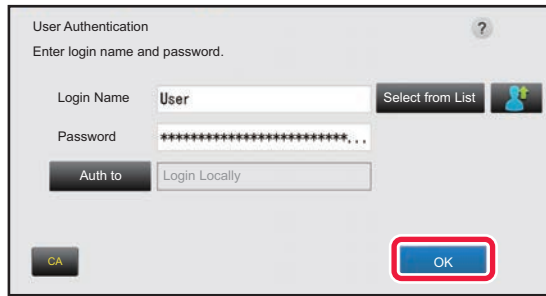 User Authentication
?
Enter login name and password.
Login Name User Select from List
Password *************************...
Auth to Login Locally
CA OK